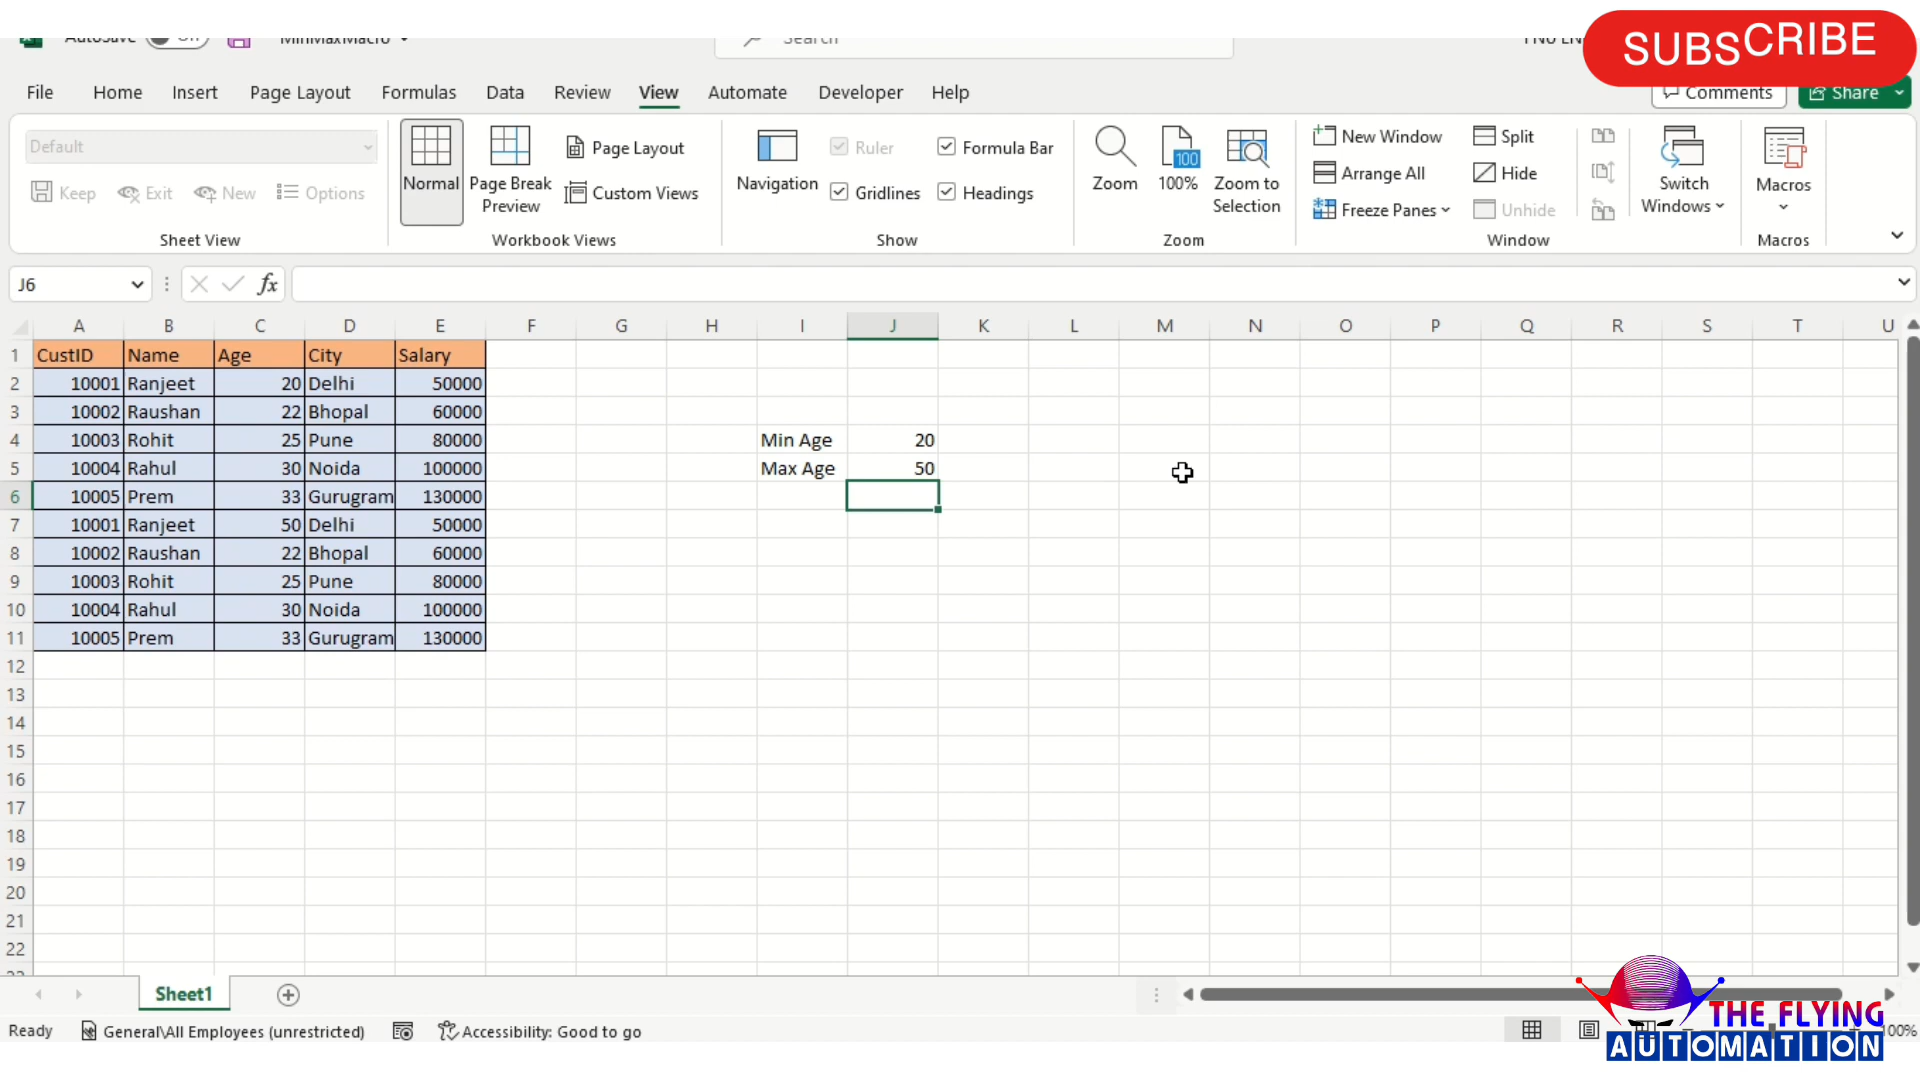 SUBSCRIBE
AutoSave Off MinMaxMacro Search
File Home Insert Page Layout Formulas Data Review View Automate Developer Help Comments Share
Default
Keep Exit New Options
Sheet View
Normal
Page Break Preview
Page Layout
Custom Views
Workbook Views
Navigation
Ruler Formula Bar
Gridlines Headings
Show
Zoom
100
100%
Zoom to Selection
Zoom
New Window
Arrange All
Freeze Panes
Split
Hide
Unhide
Switch Windows
Window
Macros
Macros
J6 fx
A B C D E F G H I J K L M N O P Q R S T U
1 CustID Name Age City Salary
2 10001 Ranjeet 20 Delhi 50000
3 10002 Raushan 22 Bhopal 60000
4 10003 Rohit 25 Pune 80000 Min Age 20
5 10004 Rahul 30 Noida 100000 Max Age 50
6 10005 Prem 33 Gurugram 130000
7 10001 Ranjeet 50 Delhi 50000
8 10002 Raushan 22 Bhopal 60000
9 10003 Rohit 25 Pune 80000
10 10004 Rahul 30 Noida 100000
11 10005 Prem 33 Gurugram 130000
12
13
14
15
16
17
18
19
20
21
22
Sheet1
Ready General\All Employees (unrestricted) Accessibility: Good to go 100%
THE FLYING
AUTOMATION